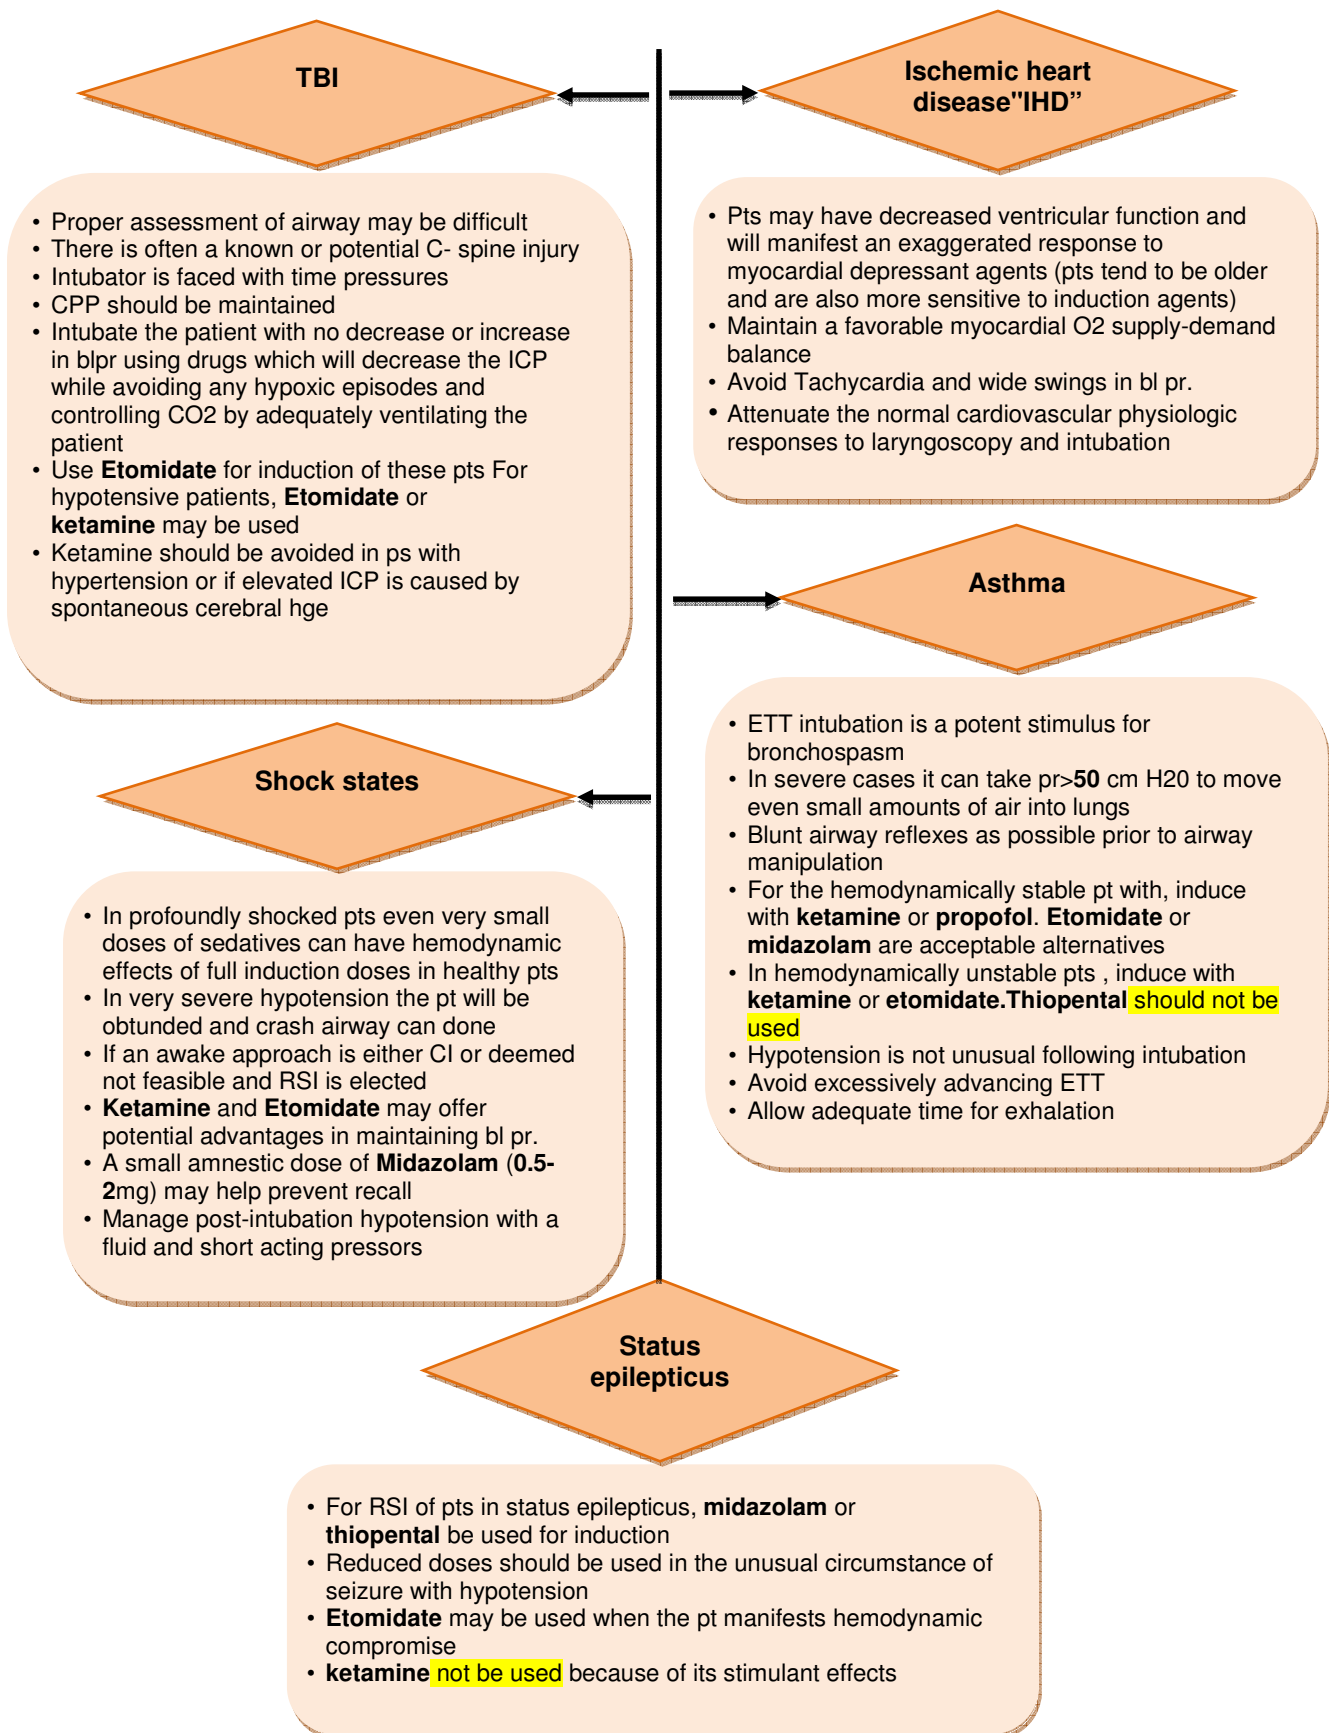 TBI
• Proper assessment of airway may be difficult
• There is often a known or potential C- spine injury
• Intubator is faced with time pressures
• CPP should be maintained
• Intubate the patient with no decrease or increase
in blpr using drugs which will decrease the ICP
while avoiding any hypoxic episodes and
controlling CO2 by adequately ventilating the
patient
• Use Etomidate for induction of these pts For
hypotensive patients, Etomidate or
ketamine may be used
• Ketamine should be avoided in ps with
hypertension or if elevated ICP is caused by
spontaneous cerebral hge
Ischemic heart
disease"IHD”
• Pts may have decreased ventricular function and
will manifest an exaggerated response to
myocardial depressant agents (pts tend to be older
and are also more sensitive to induction agents)
• Maintain a favorable myocardial O2 supply-demand
balance
• Avoid Tachycardia and wide swings in bl pr.
• Attenuate the normal cardiovascular physiologic
responses to laryngoscopy and intubation
Asthma
• ETT intubation is a potent stimulus for
bronchospasm
• In severe cases it can take pr>50 cm H20 to move
even small amounts of air into lungs
• Blunt airway reflexes as possible prior to airway
manipulation
• For the hemodynamically stable pt with, induce
with ketamine or propofol. Etomidate or
midazolam are acceptable alternatives
• In hemodynamically unstable pts , induce with
ketamine or etomidate.Thiopental should not be
used
• Hypotension is not unusual following intubation
• Avoid excessively advancing ETT
• Allow adequate time for exhalation
Shock states
• In profoundly shocked pts even very small
doses of sedatives can have hemodynamic
effects of full induction doses in healthy pts
• In very severe hypotension the pt will be
obtunded and crash airway can done
• If an awake approach is either CI or deemed
not feasible and RSI is elected
• Ketamine and Etomidate may offer
potential advantages in maintaining bl pr.
• A small amnestic dose of Midazolam (0.5-
2mg) may help prevent recall
• Manage post-intubation hypotension with a
fluid and short acting pressors
Status
epilepticus
• For RSI of pts in status epilepticus, midazolam or
thiopental be used for induction
• Reduced doses should be used in the unusual circumstance of
seizure with hypotension
• Etomidate may be used when the pt manifests hemodynamic
compromise
• ketamine not be used because of its stimulant effects